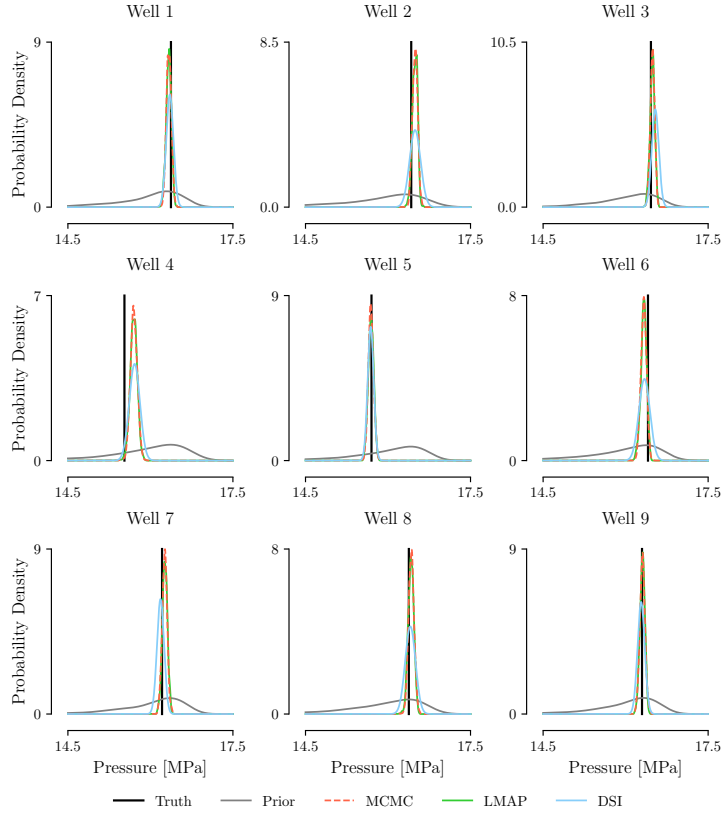 Well 1 Well 2 Well 3
Probability Density
9 8.5 10.5
0 0.0 0.0
14.5 17.5 14.5 17.5 14.5 17.5
Well 4 Well 5 Well 6
Probability Density
7 9 8
0 0 0
14.5 17.5 14.5 17.5 14.5 17.5
Well 7 Well 8 Well 9
Probability Density
9 8 9
0 0 0
14.5 17.5 14.5 17.5 14.5 17.5
Pressure [MPa] Pressure [MPa] Pressure [MPa]
Truth Prior MCMC LMAP DSI